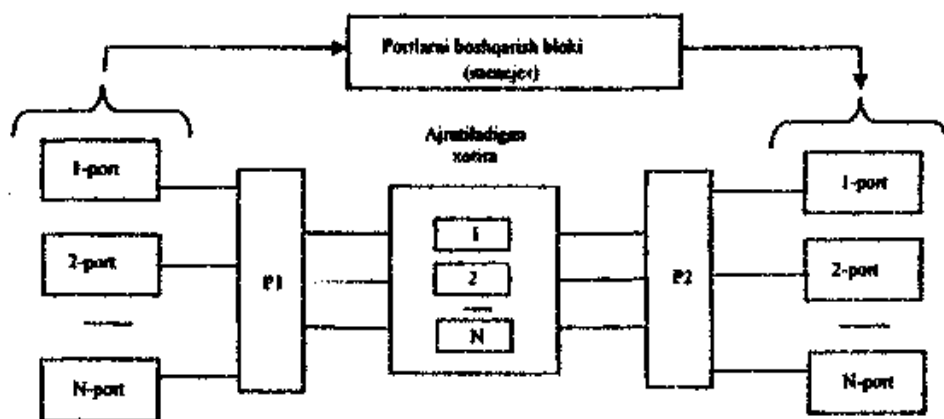 Portlarni boshqarish bloki
(menejer)
Ajratiladigan
xotira
1-port
2-port
N-port
P1
1
2
N
P2
1-port
2-port
N-port